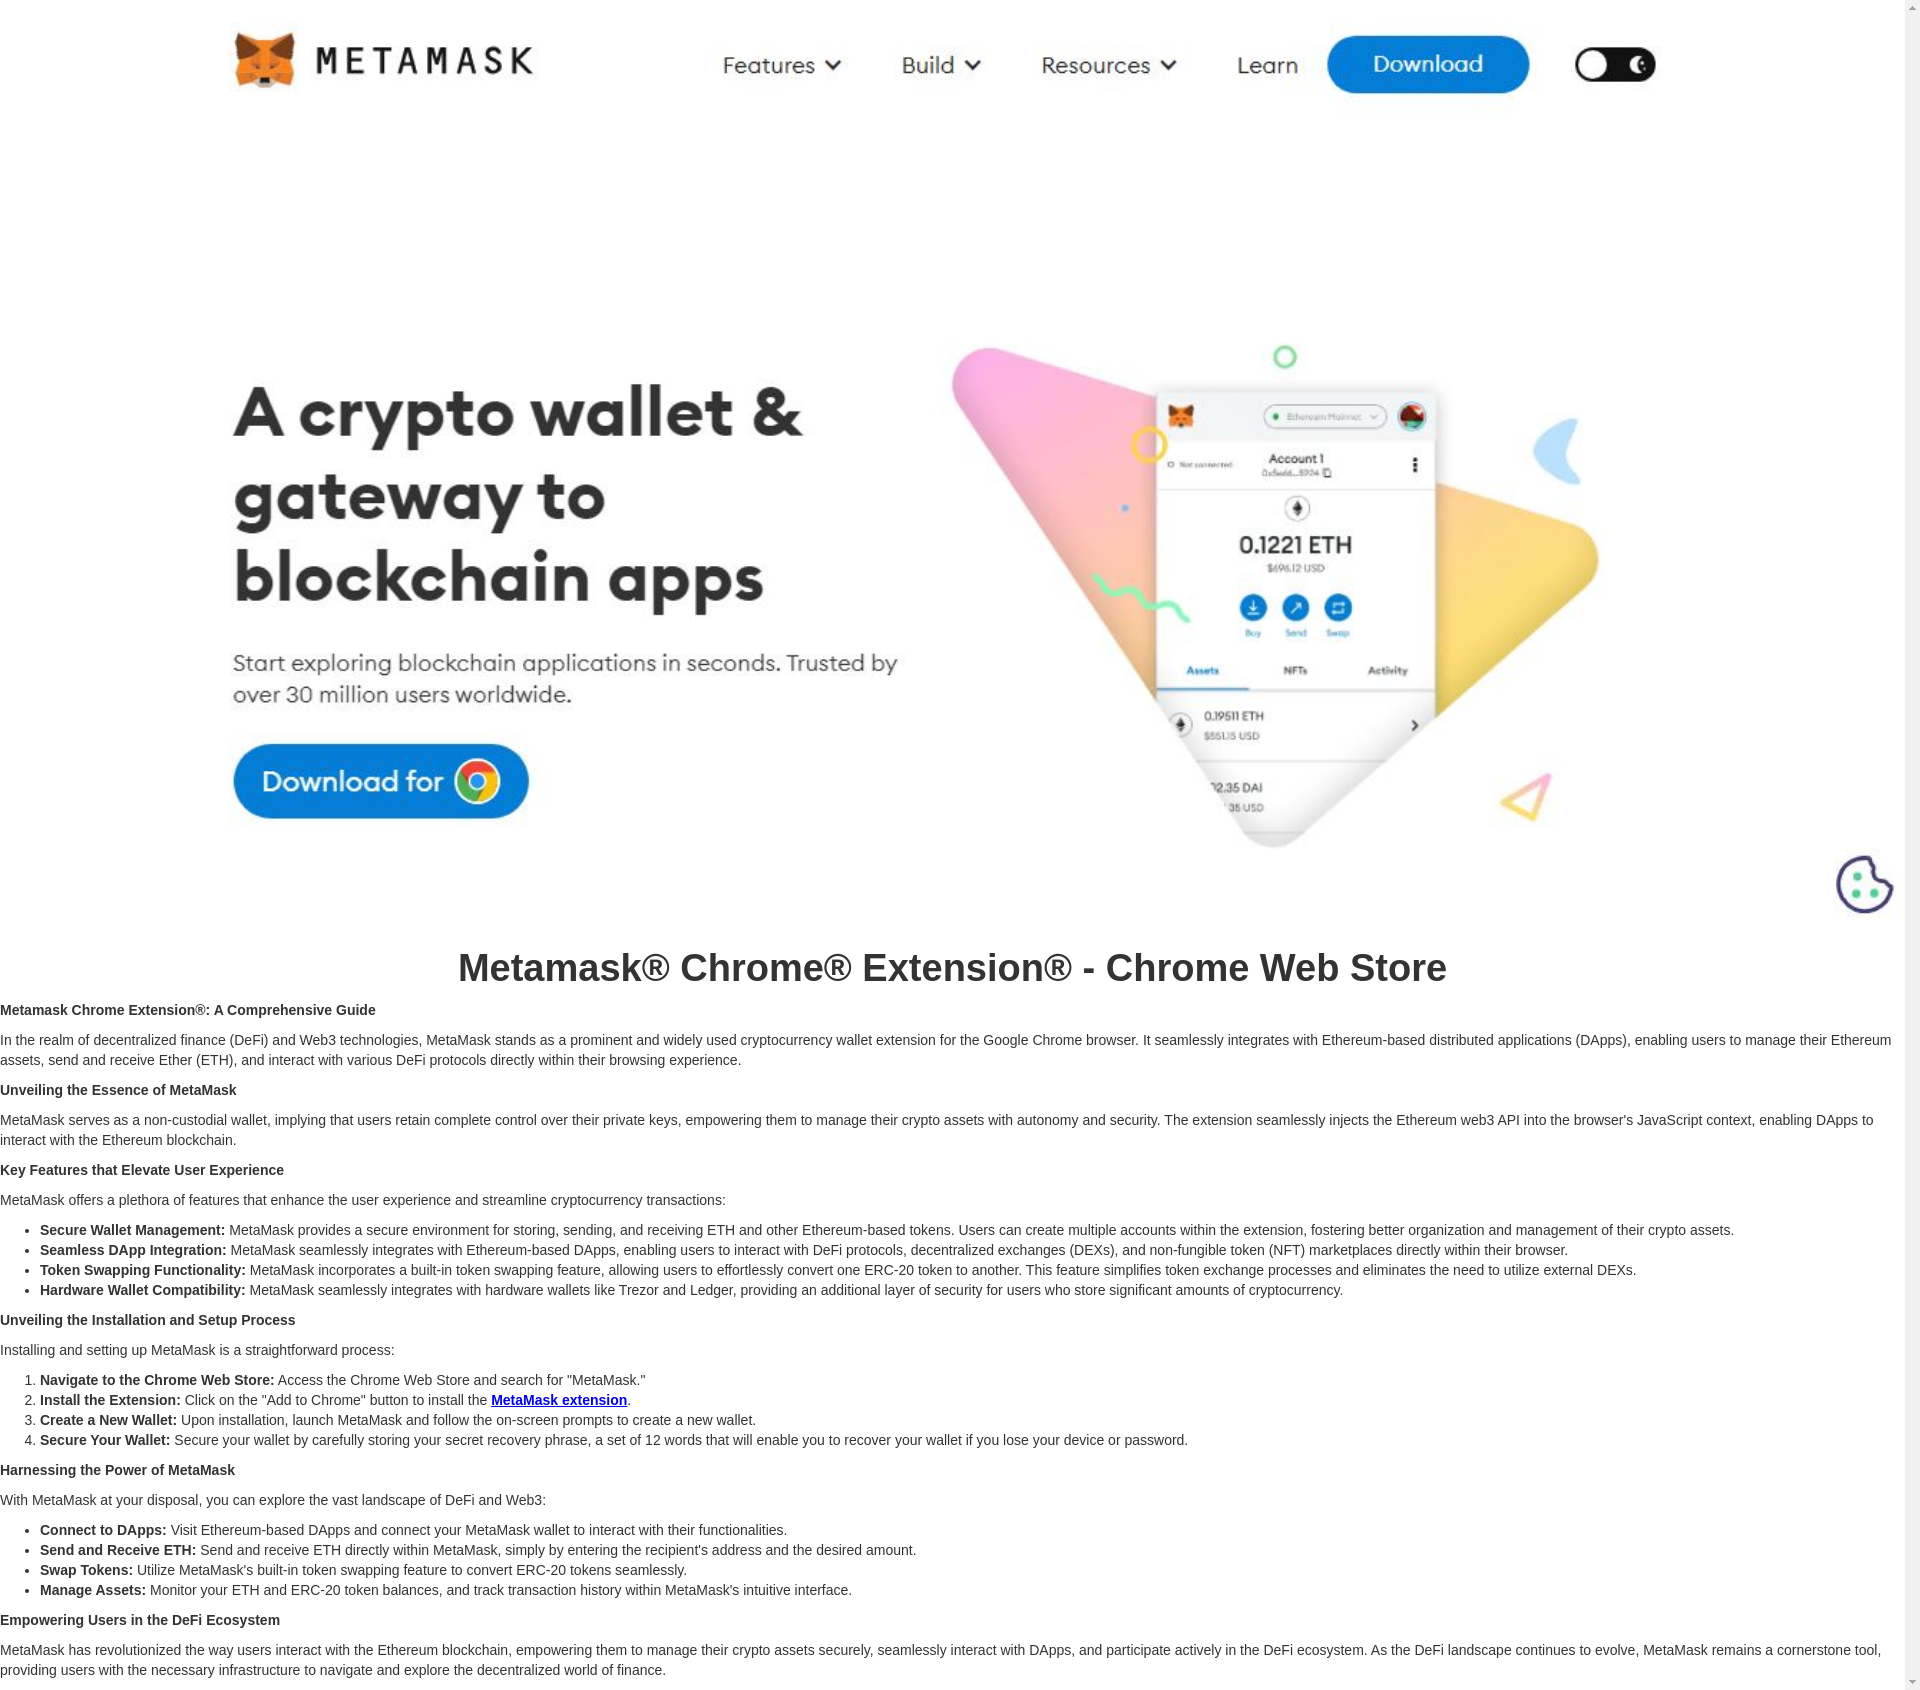 METAMASK
Features
Build
Resources
Learn
Download
A crypto wallet &
gateway to
blockchain apps
Start exploring blockchain applications in seconds. Trusted by
over 30 million users worldwide.
Download for
Ethereum Mainnet
Not connected
Account 1
0.1221 ETH
$696.12 USD
Buy
Send
Swap
Assets
NFTs
Activity
0.19511 ETH
$551.15 USD
02.35 DAI
35 USD
Metamask® Chrome® Extension® - Chrome Web Store
Metamask Chrome Extension®: A Comprehensive Guide
In the realm of decentralized finance (DeFi) and Web3 technologies, MetaMask stands as a prominent and widely used cryptocurrency wallet extension for the Google Chrome browser. It seamlessly integrates with Ethereum-based distributed applications (DApps), enabling users to manage their Ethereum
assets, send and receive Ether (ETH), and interact with various DeFi protocols directly within their browsing experience.
Unveiling the Essence of MetaMask
MetaMask serves as a non-custodial wallet, implying that users retain complete control over their private keys, empowering them to manage their crypto assets with autonomy and security. The extension seamlessly injects the Ethereum web3 API into the browser's JavaScript context, enabling DApps to
interact with the Ethereum blockchain.
Key Features that Elevate User Experience
MetaMask offers a plethora of features that enhance the user experience and streamline cryptocurrency transactions:
• Secure Wallet Management: MetaMask provides a secure environment for storing, sending, and receiving ETH and other Ethereum-based tokens. Users can create multiple accounts within the extension, fostering better organization and management of their crypto assets.
• Seamless DApp Integration: MetaMask seamlessly integrates with Ethereum-based DApps, enabling users to interact with DeFi protocols, decentralized exchanges (DEXs), and non-fungible token (NFT) marketplaces directly within their browser.
• Token Swapping Functionality: MetaMask incorporates a built-in token swapping feature, allowing users to effortlessly convert one ERC-20 token to another. This feature simplifies token exchange processes and eliminates the need to utilize external DEXs.
• Hardware Wallet Compatibility: MetaMask seamlessly integrates with hardware wallets like Trezor and Ledger, providing an additional layer of security for users who store significant amounts of cryptocurrency.
Unveiling the Installation and Setup Process
Installing and setting up MetaMask is a straightforward process:
1. Navigate to the Chrome Web Store: Access the Chrome Web Store and search for "MetaMask."
2. Install the Extension: Click on the "Add to Chrome" button to install the MetaMask extension.
3. Create a New Wallet: Upon installation, launch MetaMask and follow the on-screen prompts to create a new wallet.
4. Secure Your Wallet: Secure your wallet by carefully storing your secret recovery phrase, a set of 12 words that will enable you to recover your wallet if you lose your device or password.
Harnessing the Power of MetaMask
With MetaMask at your disposal, you can explore the vast landscape of DeFi and Web3:
• Connect to DApps: Visit Ethereum-based DApps and connect your MetaMask wallet to interact with their functionalities.
• Send and Receive ETH: Send and receive ETH directly within MetaMask, simply by entering the recipient's address and the desired amount.
• Swap Tokens: Utilize MetaMask's built-in token swapping feature to convert ERC-20 tokens seamlessly.
• Manage Assets: Monitor your ETH and ERC-20 token balances, and track transaction history within MetaMask's intuitive interface.
Empowering Users in the DeFi Ecosystem
MetaMask has revolutionized the way users interact with the Ethereum blockchain, empowering them to manage their crypto assets securely, seamlessly interact with DApps, and participate actively in the DeFi ecosystem. As the DeFi landscape continues to evolve, MetaMask remains a cornerstone tool,
providing users with the necessary infrastructure to navigate and explore the decentralized world of finance.